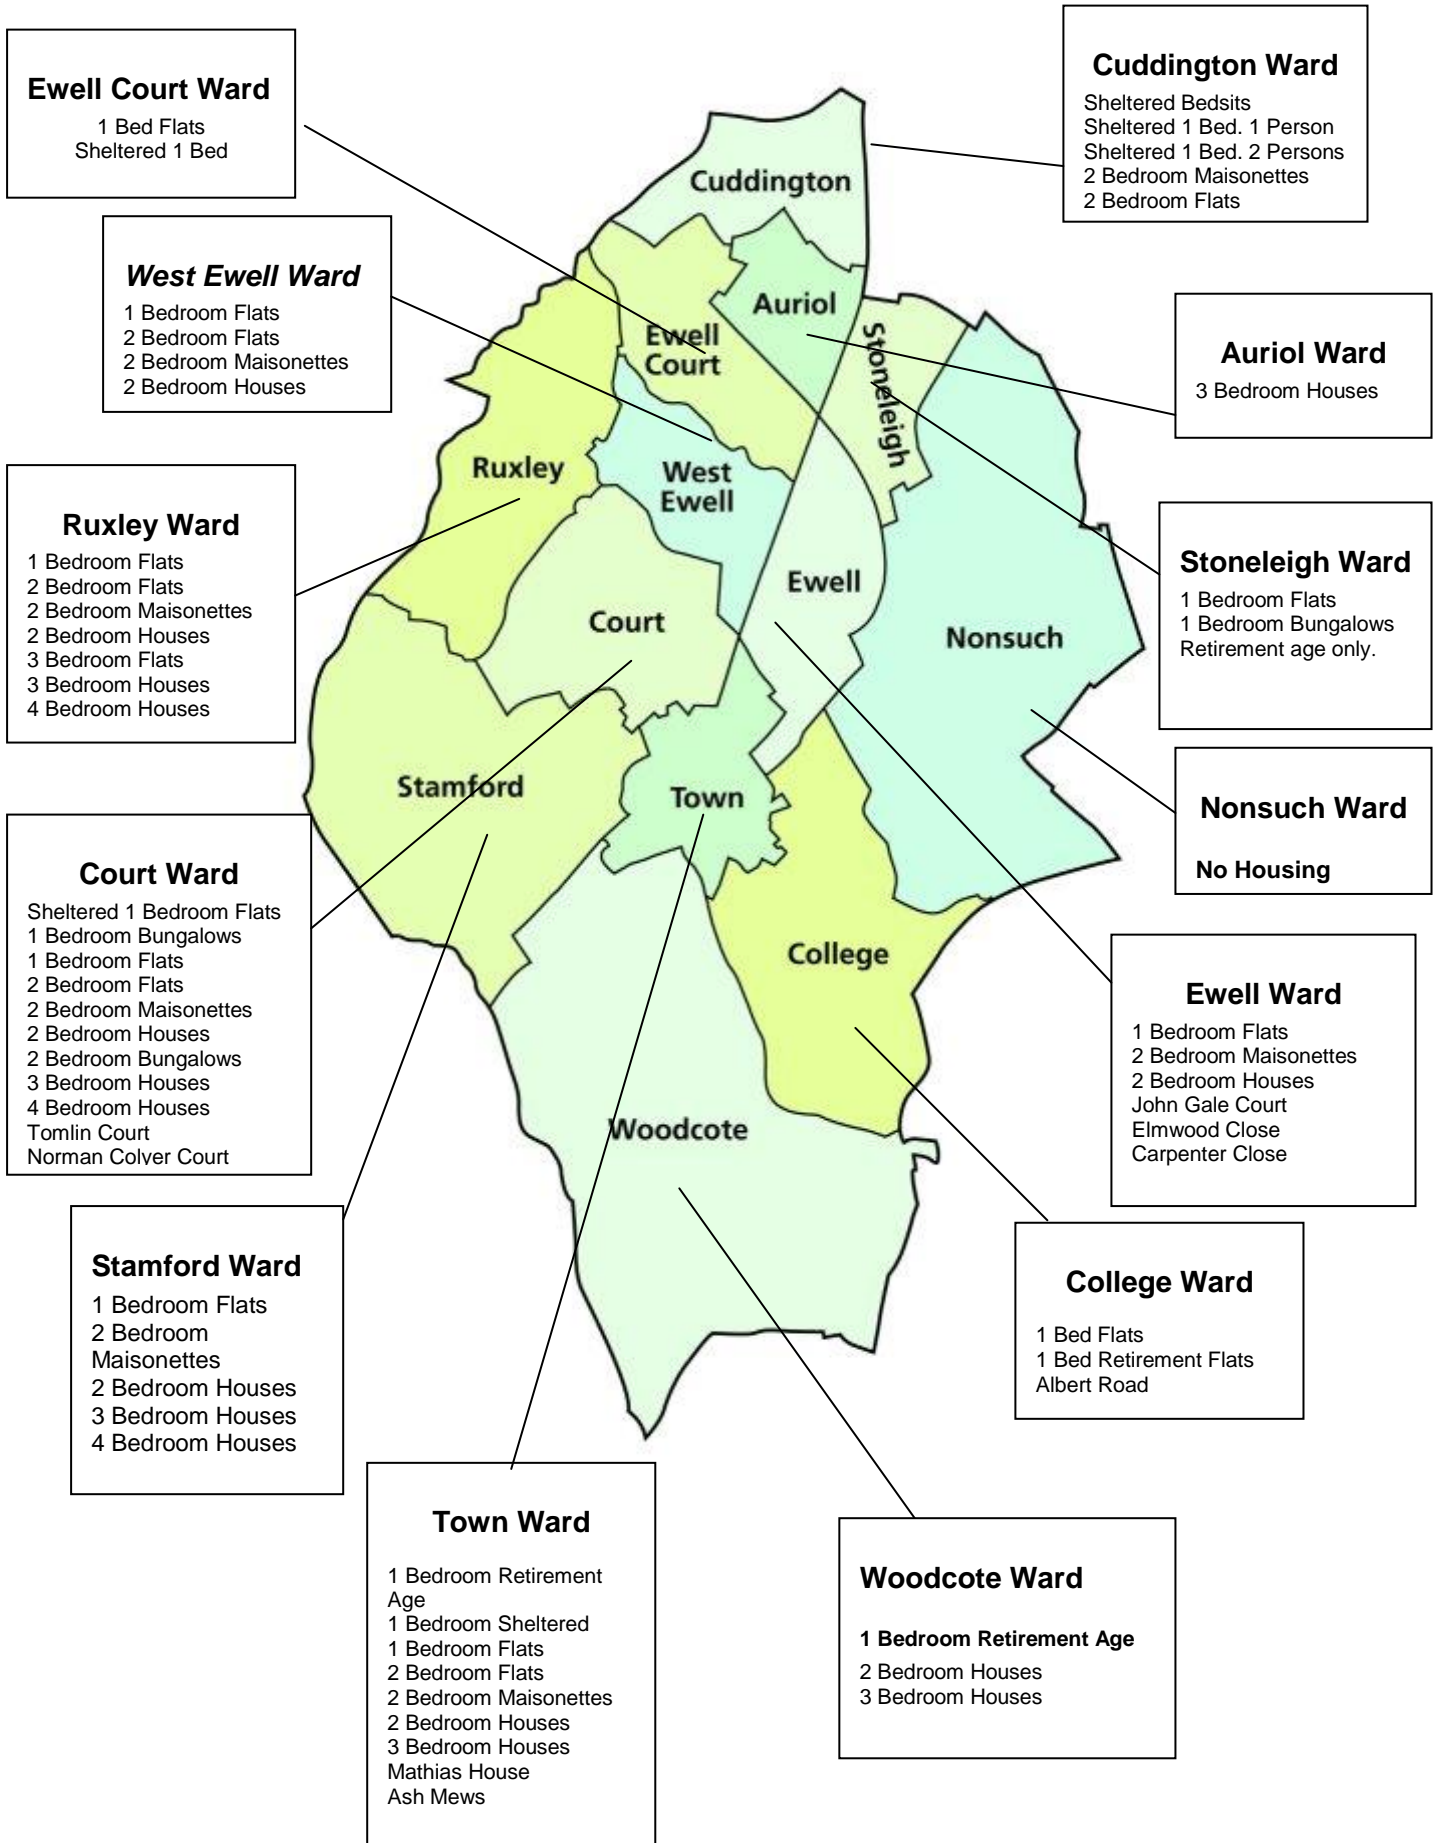 Ewell Court Ward
1 Bed Flats
Sheltered 1 Bed
Cuddington Ward
Sheltered Bedsits
Sheltered 1 Bed. 1 Person
Sheltered 1 Bed. 2 Persons
2 Bedroom Maisonettes
2 Bedroom Flats
West Ewell Ward
1 Bedroom Flats
2 Bedroom Flats
2 Bedroom Maisonettes
2 Bedroom Houses
Auriol Ward
3 Bedroom Houses
Ruxley Ward
1 Bedroom Flats
2 Bedroom Flats
2 Bedroom Maisonettes
2 Bedroom Houses
3 Bedroom Flats
3 Bedroom Houses
4 Bedroom Houses
Stoneleigh Ward
1 Bedroom Flats
1 Bedroom Bungalows
Retirement age only.
Nonsuch Ward
No Housing
Court Ward
Sheltered 1 Bedroom Flats
1 Bedroom Bungalows
1 Bedroom Flats
2 Bedroom Flats
2 Bedroom Maisonettes
2 Bedroom Houses
2 Bedroom Bungalows
3 Bedroom Houses
4 Bedroom Houses
Tomlin Court
Norman Colyer Court
Ewell Ward
1 Bedroom Flats
2 Bedroom Maisonettes
2 Bedroom Houses
John Gale Court
Elmwood Close
Carpenter Close
Stamford Ward
1 Bedroom Flats
2 Bedroom
Maisonettes
2 Bedroom Houses
3 Bedroom Houses
4 Bedroom Houses
College Ward
1 Bed Flats
1 Bed Retirement Flats
Albert Road
Town Ward
1 Bedroom Retirement
Age
1 Bedroom Sheltered
1 Bedroom Flats
2 Bedroom Flats
2 Bedroom Maisonettes
2 Bedroom Houses
3 Bedroom Houses
Mathias House
Ash Mews
Woodcote Ward
1 Bedroom Retirement Age
2 Bedroom Houses
3 Bedroom Houses
Cuddington
Auriol
Ewell
Court
Stoneleigh
Ruxley
West
Ewell
Ewell
Court
Nonsuch
Stamford
Town
College
Woodcote